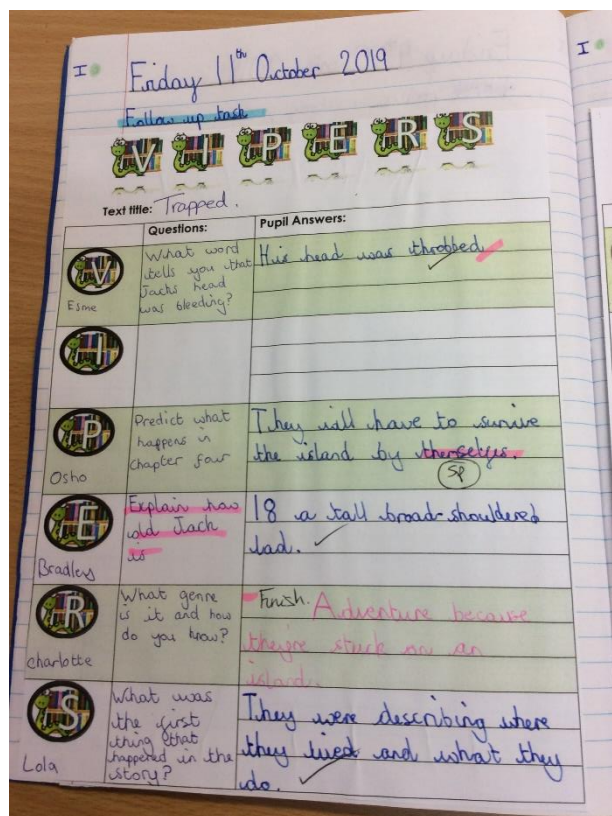 I
Friday 11th October 2019
Follow up task
V I P E R S
Text title: Trapped.
Questions: Pupil Answers:
V
Esme
What word
tells you that
Jacks head
was bleeding?
His head was throbbed.
I
P
Osho
Predict what
happens in
chapter four
They will have to survive
the island by themselfs.
Sp
E
Bradley
Explain how
old Jack
is
18 a tall broad-shouldered
lad.
R
charlotte
What genre
is it and how
do you know?
Finish. Adventure because
they're stuck on an
island.
S
Lola
What was
the first
thing that
happened in the
story?
They were describing where
they lived and what they
do.
I